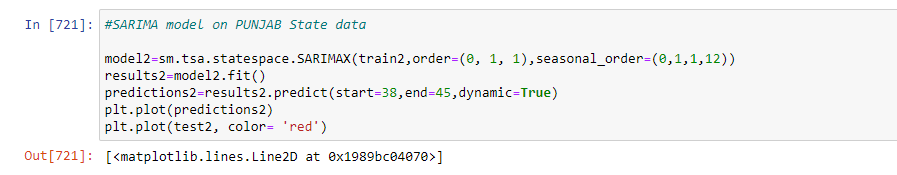 In [721]: #SARIMA model on PUNJAB State data
model2=sm.tsa.statespace.SARIMAX(train2,order=(0, 1, 1),seasonal_order=(0,1,1,12))
results2=model2.fit()
predictions2=results2.predict(start=38,end=45,dynamic=True)
plt.plot(predictions2)
plt.plot(test2, color= 'red')
Out[721]: [<matplotlib.lines.Line2D at 0x1989bc04070>]